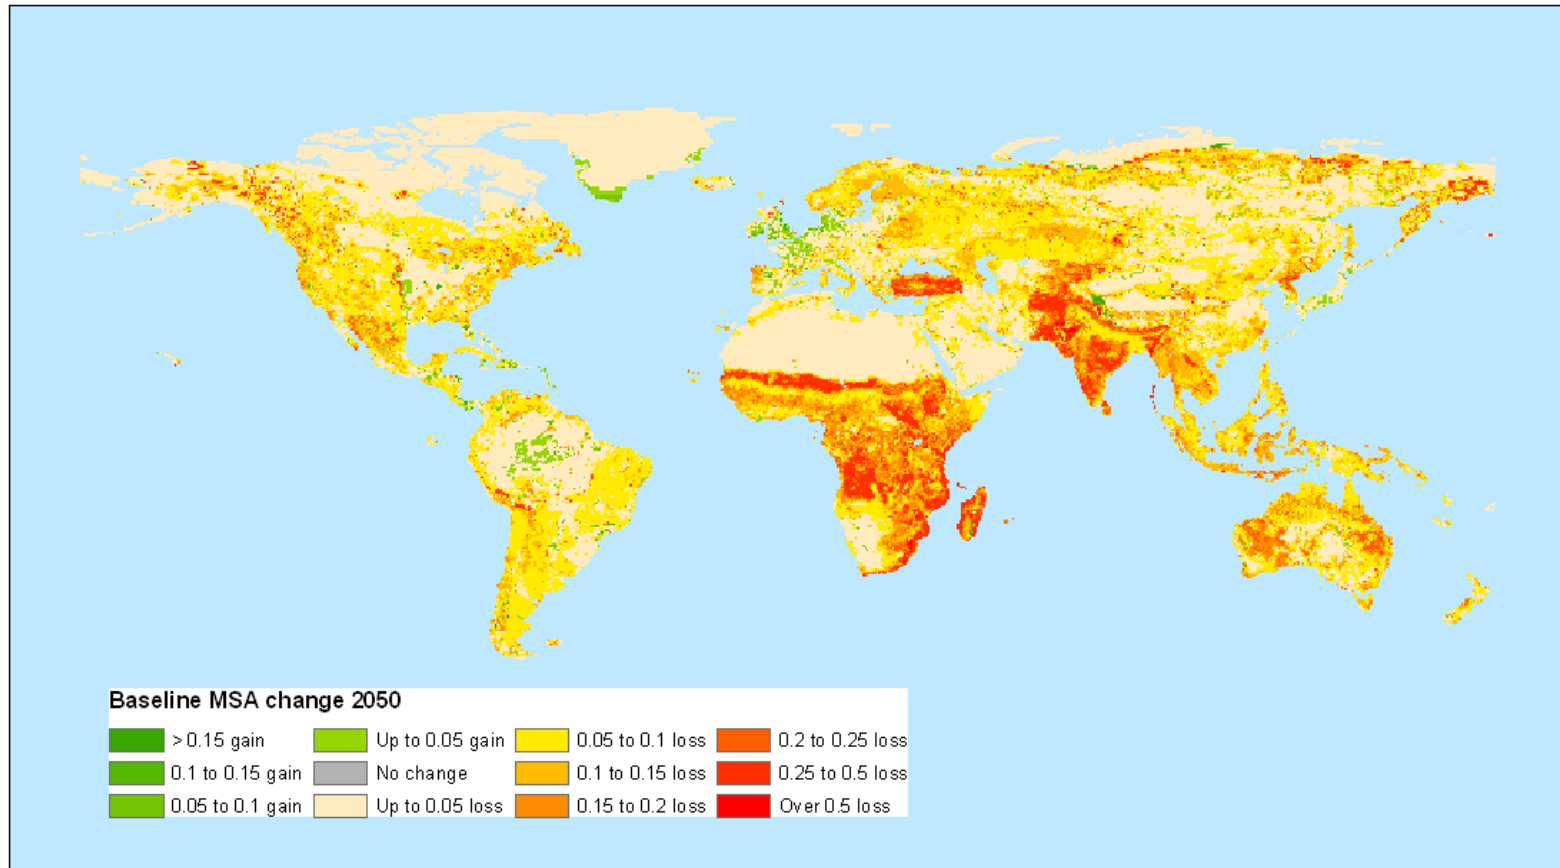 Baseline MSA change 2050
> 0.15 gain
Up to 0.05 gain
0.05 to 0.1 loss
0.2 to 0.25 loss
0.1 to 0.15 gain
No change
0.1 to 0.15 loss
0.25 to 0.5 loss
0.05 to 0.1 gain
Up to 0.05 loss
0.15 to 0.2 loss
Over 0.5 loss